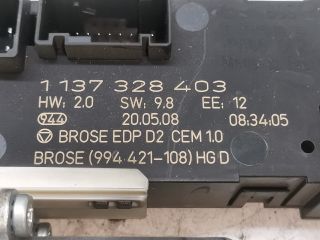 1 137 328 403
HW: 2.0 SW: 9.8 EE: 12
944 20.05.08 08:34:05
BROSE EDP D2 CEM 1.0
BROSE (994.421-108) HG D